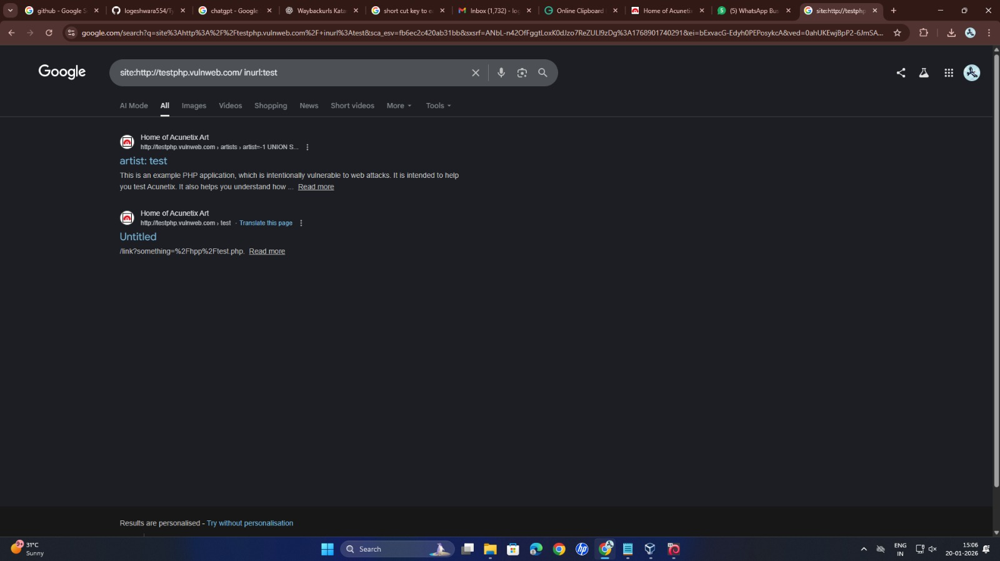 github - Google S
logeshwara554/Ty
chatgpt - Google
Waybackurls Kata
short cut key to ea
Inbox (1,732) - log
Online Clipboard
Home of Acunetix
(5) WhatsApp Bus
site:http://testphp
google.com/search?q=site%3Ahttp%3A%2F%2Ftestphp.vulnweb.com%2F+inurl%3Atest&sca_esv=fb6ec2c420ab31bb&sxsrf=ANbL-n42OfFggtLoxK0dJzo7ReZULl9zDg%3A1768901740291&ei=bExvacG-Edyh0PEPosykcA&ved=0ahUKEwjBpP2-6JmSA...
Google
site:http://testphp.vulnweb.com/ inurl:test
AI Mode All Images Videos Shopping News Short videos More Tools
Home of Acunetix Art
http://testphp.vulnweb.com › artists › artist=-1 UNION S...
artist: test
This is an example PHP application, which is intentionally vulnerable to web attacks. It is intended to help
you test Acunetix. It also helps you understand how ... Read more
Home of Acunetix Art
http://testphp.vulnweb.com › test · Translate this page
Untitled
/link?something=%2Fhpp%2Ftest.php. Read more
Results are personalised - Try without personalisation
9+
31°C
Sunny
Search
hp
ENG
IN
15:06
20-01-2026